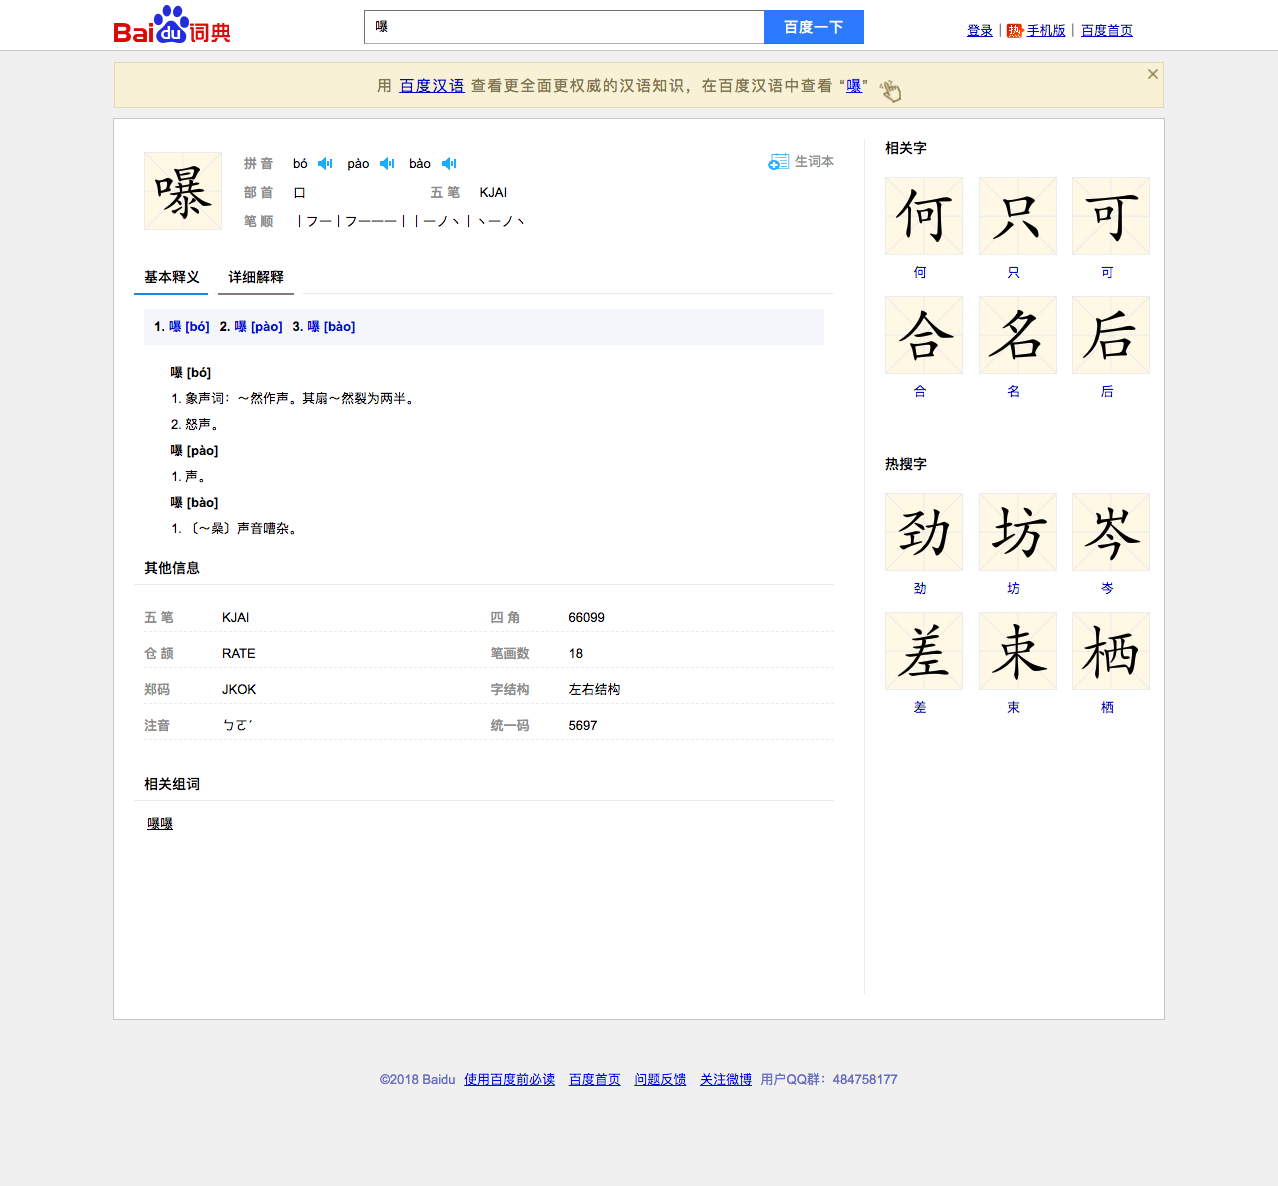 Baidu词典
嚗
百度一下
登录 | 热 手机版 | 百度首页
用 百度汉语 查看更全面更权威的汉语知识，在百度汉语中查看 “嚗”
嚗
拼 音 bó pào bào
生词本
部 首 口 五 笔 KJAI
笔 顺 丨フ一丨フ一一一丨丨一ノ丶丨丶一ノ丶
基本释义 详细解释
1. 嚗 [bó] 2. 嚗 [pào] 3. 嚗 [bào]
嚗 [bó]
1. 象声词：～然作声。其扇～然裂为两半。
2. 怒声。
嚗 [pào]
1. 声。
嚗 [bào]
1. 〔～喿〕声音嘈杂。
其他信息
五 笔 KJAI 四 角 66099
仓 颉 RATE 笔画数 18
郑码 JKOK 字结构 左右结构
注音 ㄅㄛˊ 统一码 5697
相关组词
嚗嚗
相关字
何 只 可
何 只 可
合 名 后
合 名 后
热搜字
劲 坊 岑
劲 坊 岑
差 束 栖
差 束 栖
©2018 Baidu 使用百度前必读 百度首页 问题反馈 关注微博 用户QQ群：484758177